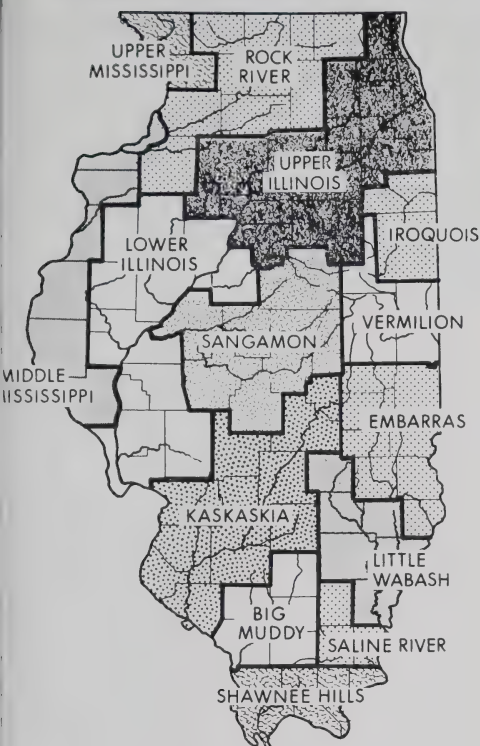 UPPER
MISSISSIPPI
ROCK
RIVER
UPPER
ILLINOIS
IROQUOIS
LOWER
ILLINOIS
VERMILION
SANGAMON
MIDDLE
ISSISSIPPI
EMBARRAS
KASKASKIA
LITTLE
WABASH
BIG
MUDDY
SALINE RIVER
SHAWNEE HILLS